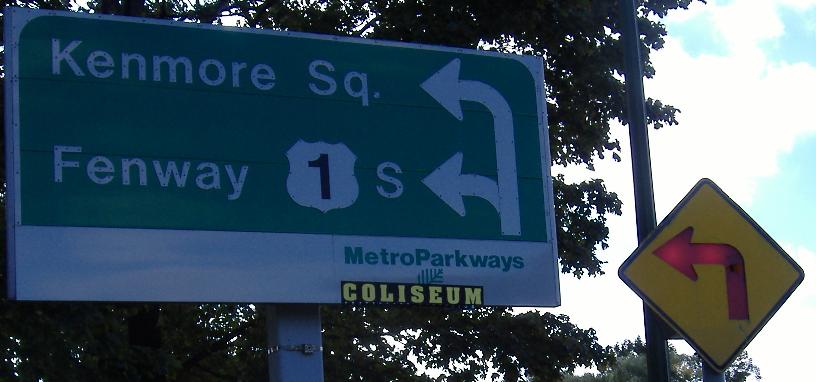 Kenmore Sq.
Fenway 1 S
MetroParkways
COLISEUM